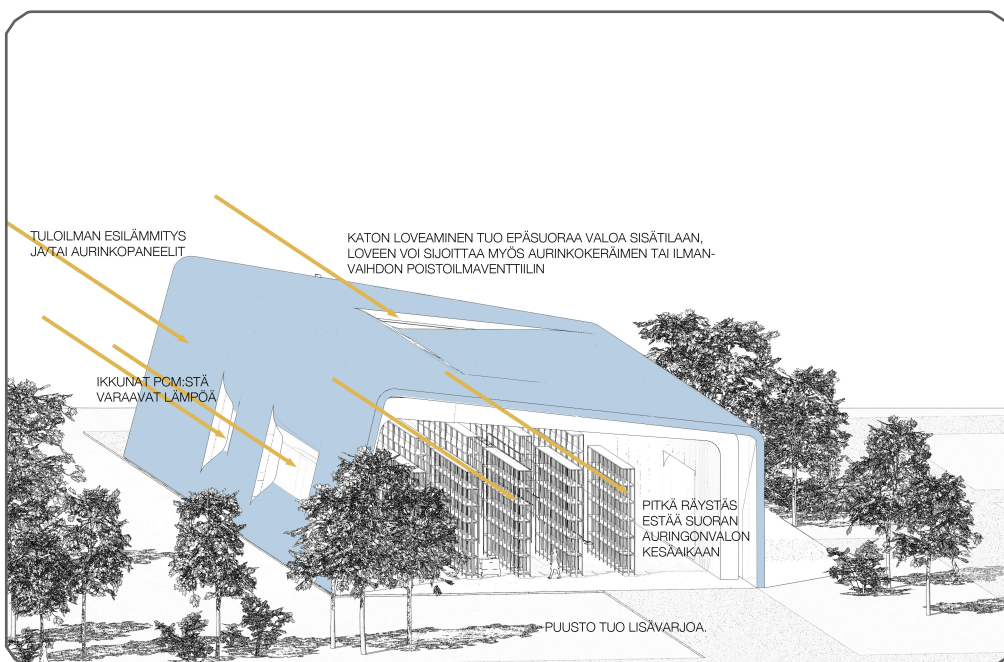 TULOILMAN ESILÄMMITYS
JA/TAI AURINKOPANEELIT
KATON LOVEAMINEN TUO EPÄSUORAA VALOA SISÄTILAAN,
LOVEEN VOI SIJOITTAA MYÖS AURINKOKERÄIMEN TAI ILMAN-
VAIHDON POISTOILMAVENTTIILIN
IKKUNAT PCM:STÄ
VARAAVAT LÄMPÖÄ
PITKÄ RÄYSTÄS
ESTÄÄ SUORAN
AURINGONVALON
KESÄAIKAAN
PUUSTO TUO LISÄVARJOA.